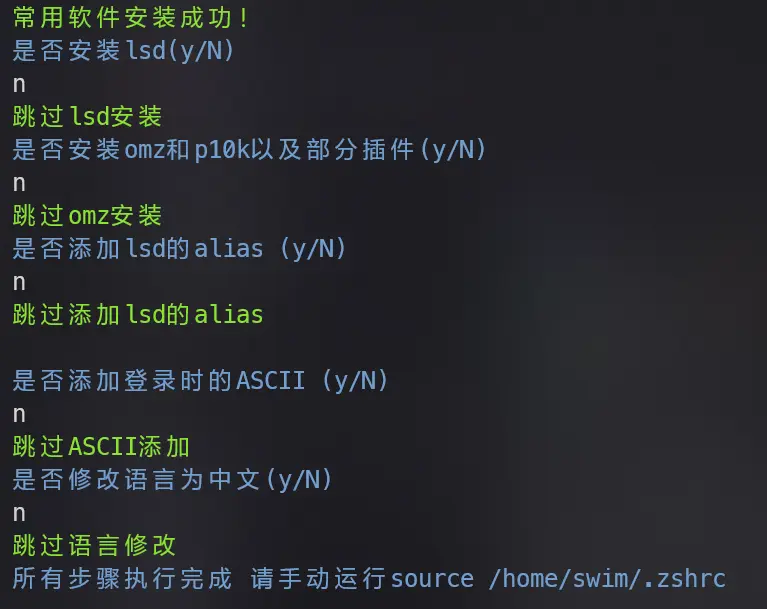 常用软件安装成功!
是否安装lsd(y/N)
n
跳过lsd安装
是否安装omz和p10k以及部分插件(y/N)
n
跳过omz安装
是否添加lsd的alias (y/N)
n
跳过添加lsd的alias
是否添加登录时的ASCII (y/N)
n
跳过ASCII添加
是否修改语言为中文(y/N)
n
跳过语言修改
所有步骤执行完成 请手动运行source /home/swim/.zshrc